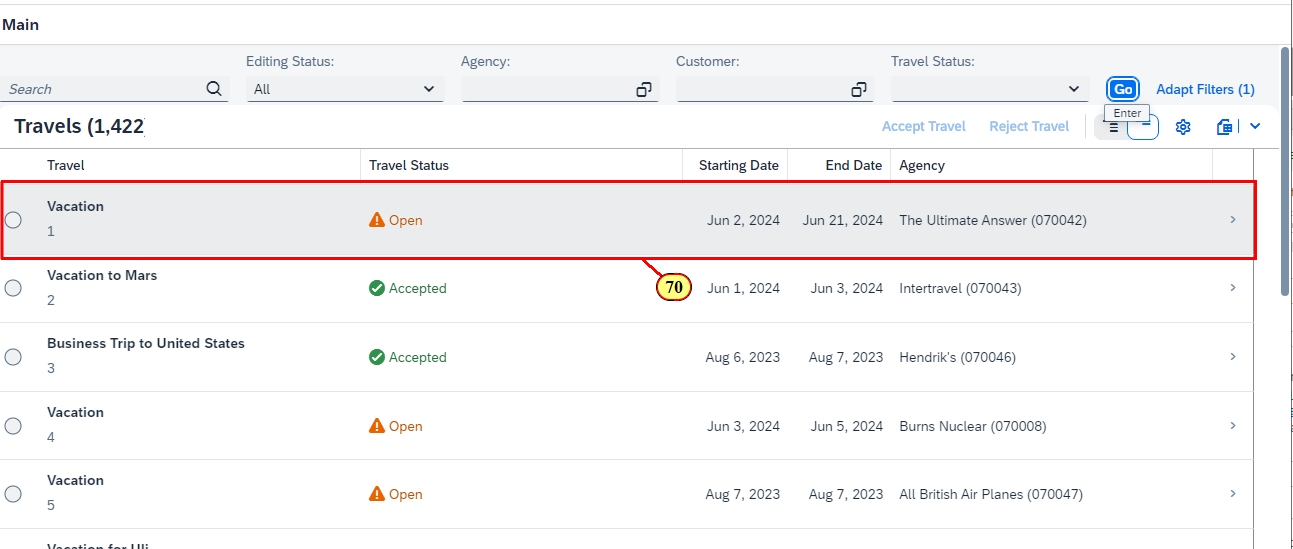 Main
Editing Status: Agency: Customer: Travel Status:
Search All Go Adapt Filters (1)
Enter
Travels (1,422 Accept Travel Reject Travel
Travel Travel Status Starting Date End Date Agency
Vacation
1 Open Jun 2, 2024 Jun 21, 2024 The Ultimate Answer (070042)
70
Vacation to Mars
2 Accepted Jun 1, 2024 Jun 3, 2024 Intertravel (070043)
Business Trip to United States
3 Accepted Aug 6, 2023 Aug 7, 2023 Hendrik's (070046)
Vacation
4 Open Jun 3, 2024 Jun 5, 2024 Burns Nuclear (070008)
Vacation
5 Open Aug 7, 2023 Aug 7, 2023 All British Air Planes (070047)
Vacation for Uli